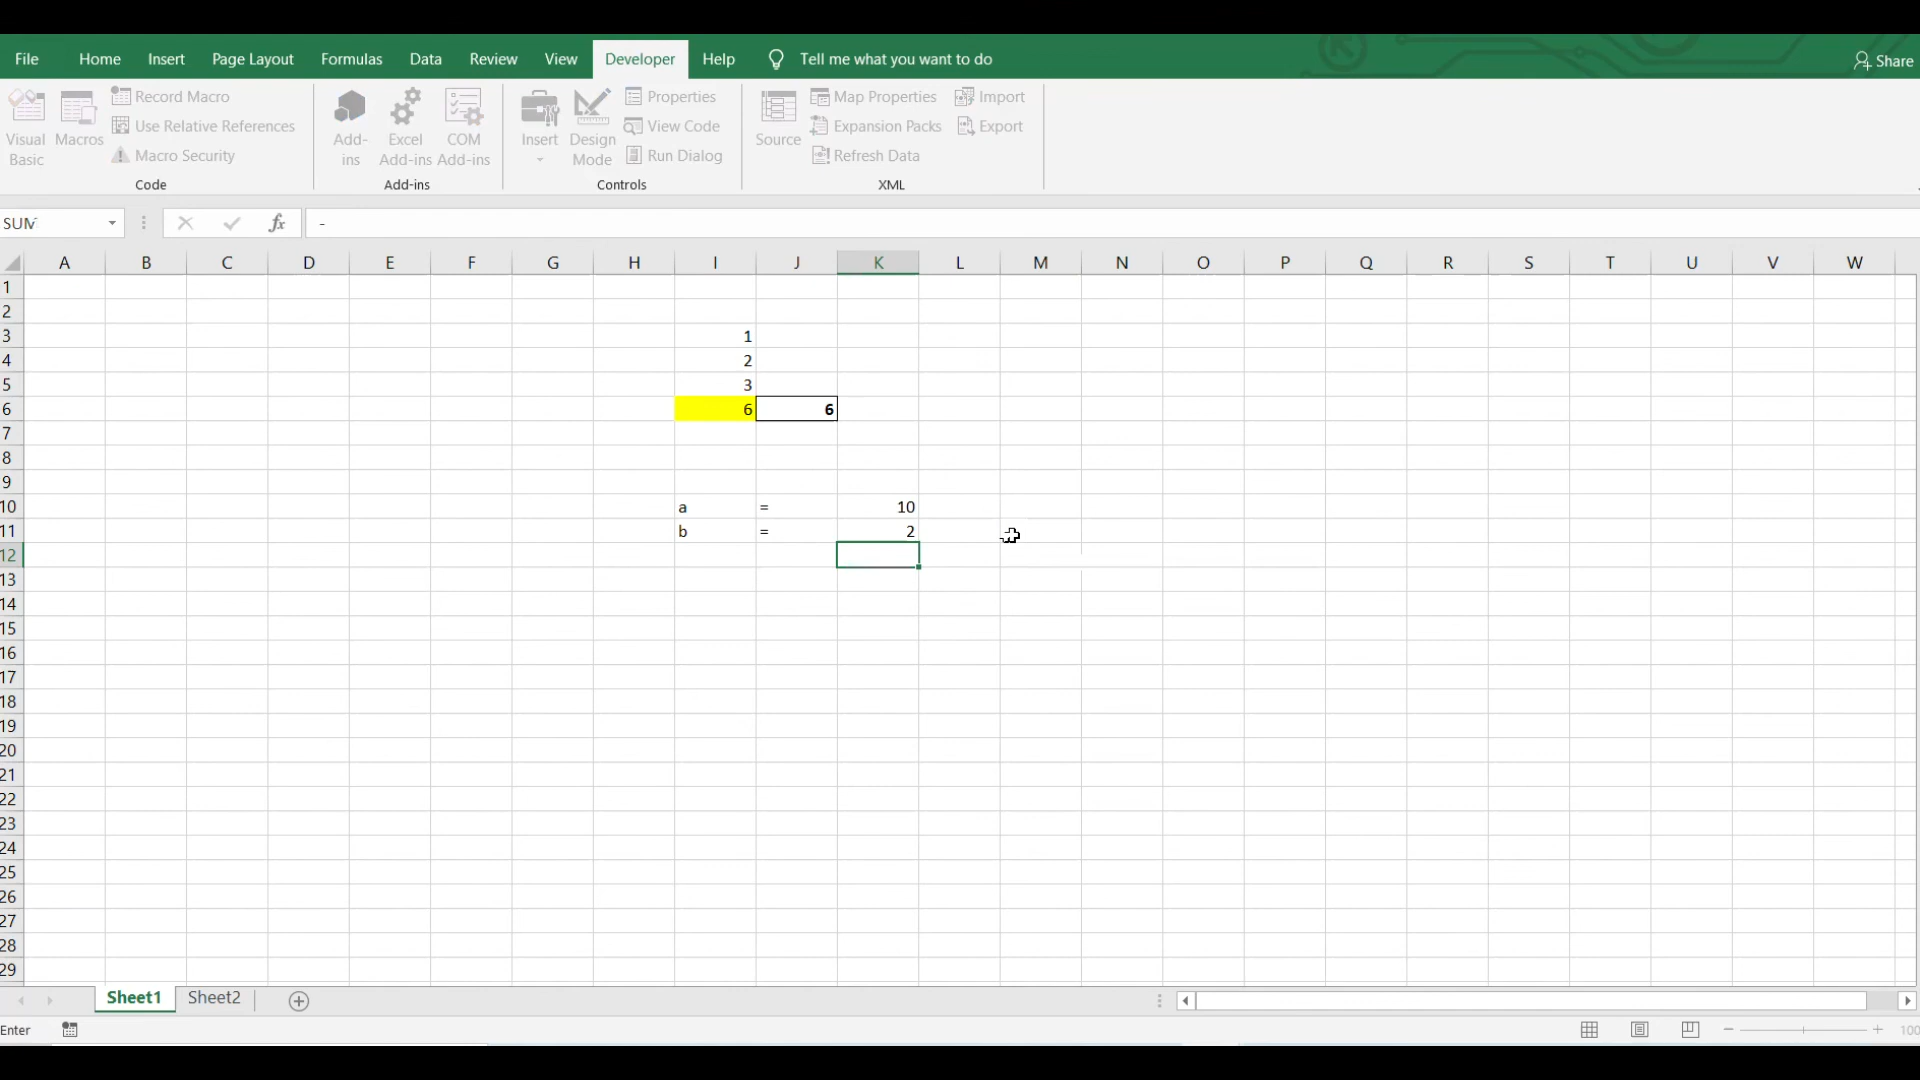 File Home Insert Page Layout Formulas Data Review View Developer Help Tell me what you want to do Share
Visual Basic
Macros
Record Macro
Use Relative References
Macro Security
Code
Add-ins
Excel Add-ins
COM Add-ins
Add-ins
Insert
Design Mode
Properties
View Code
Run Dialog
Controls
Source
Map Properties
Expansion Packs
Refresh Data
Import
Export
XML
fx -
A B C D E F G H I J K L M N O P Q R S T U V W
1
2
3 1
4 2
5 3
6 6 6
7
8
9
10 a = 10
11 b = 2
12
13
14
15
16
17
18
19
20
21
22
23
24
25
26
27
28
29
Sheet1 Sheet2
Enter 100